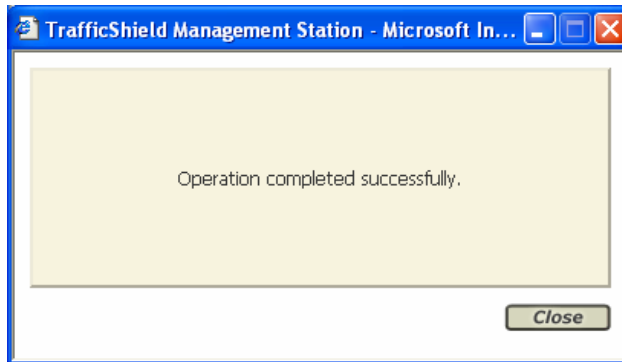 TrafficShield Management Station - Microsoft In...
Operation completed successfully.
Close